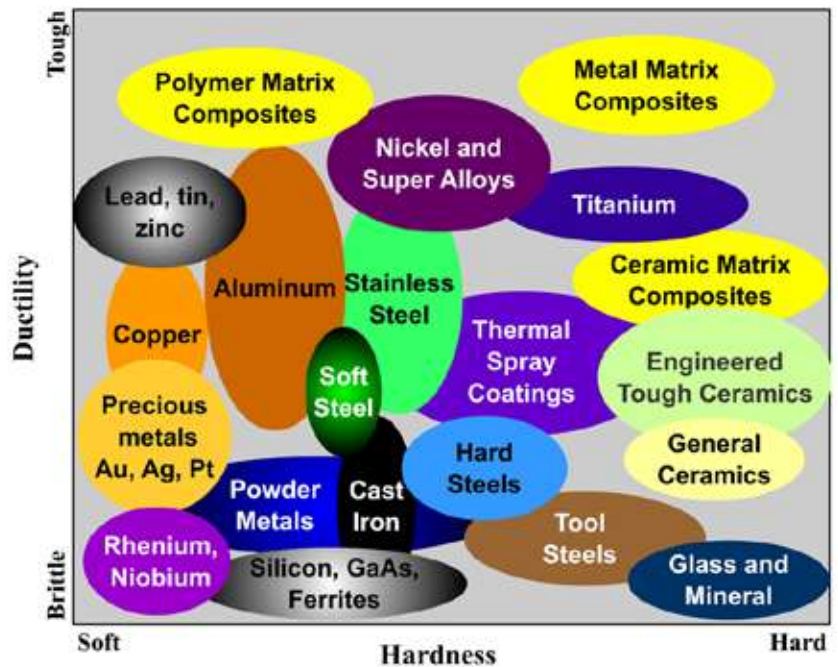 Tough
Polymer Matrix
Composites
Metal Matrix
Composites
Nickel and
Super Alloys
Lead, tin,
zinc
Titanium
Ceramic Matrix
Composites
Aluminum
Stainless
Steel
Copper
Thermal
Spray
Coatings
Engineered
Tough Ceramics
Soft
Steel
Precious
metals
Au, Ag, Pt
Hard
Steels
General
Ceramics
Powder
Metals
Cast
Iron
Tool
Steels
Rhenium,
Niobium
Silicon, GaAs,
Ferrites
Glass and
Mineral
Ductility
Brittle
Soft
Hardness
Hard